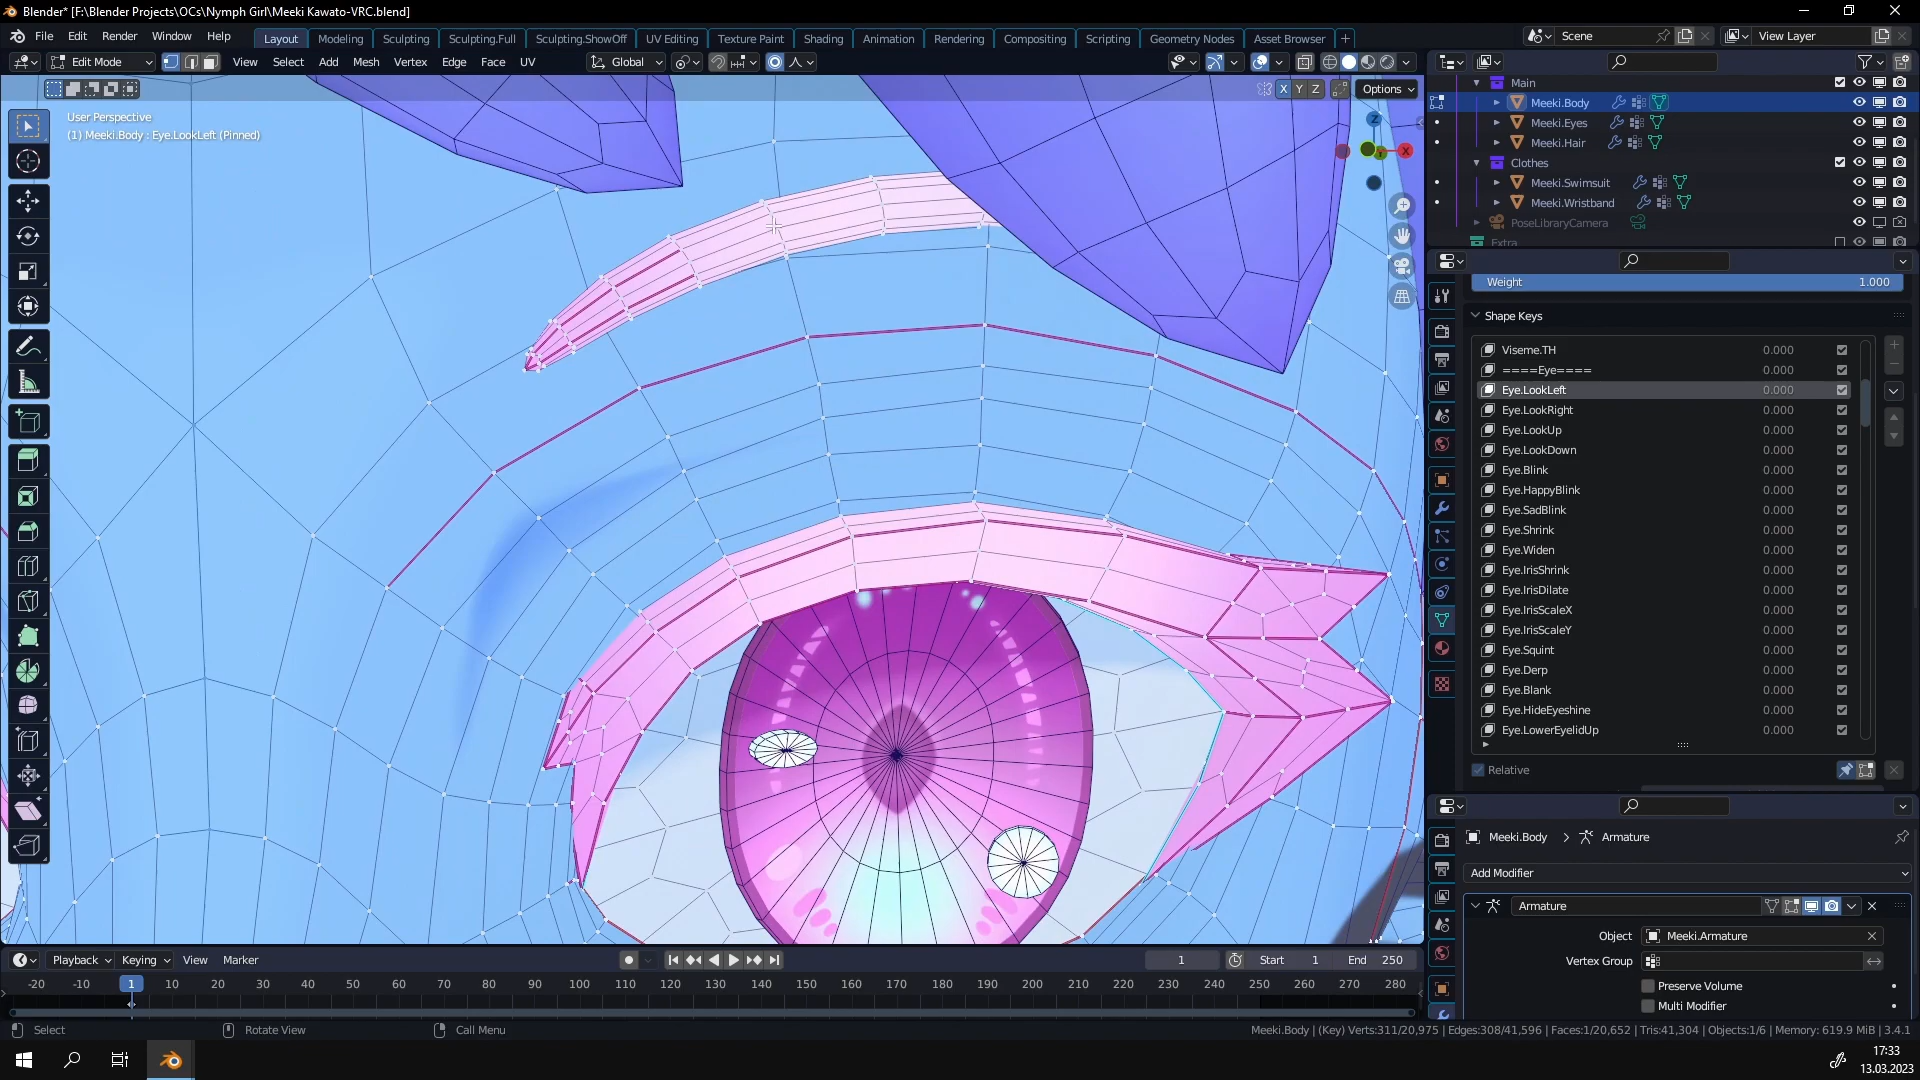 Blender* [F:\Blender Projects\OCs\Nymph Girl\Meeki Kawato-VRC.blend]
File Edit Render Window Help Layout Modeling Sculpting Sculpting.Full Sculpting.ShowOff UV Editing Texture Paint Shading Animation Rendering Compositing Scripting Geometry Nodes Asset Browser + Scene View Layer
Edit Mode View Select Add Mesh Vertex Edge Face UV Global
X Y Z Options
User Perspective
(1) Meeki.Body : Eye.LookLeft (Pinned)
Z
X
Main
Meeki.Body
Meeki.Eyes
Meeki.Hair
Clothes
Meeki.Swimsuit
Meeki.Wristband
PoseLibraryCamera
Extra
Weight 1.000
Shape Keys
Viseme.TH 0.000
====Eye==== 0.000
Eye.LookLeft 0.000
Eye.LookRight 0.000
Eye.LookUp 0.000
Eye.LookDown 0.000
Eye.Blink 0.000
Eye.HappyBlink 0.000
Eye.SadBlink 0.000
Eye.Shrink 0.000
Eye.Widen 0.000
Eye.IrisShrink 0.000
Eye.IrisDilate 0.000
Eye.IrisScaleX 0.000
Eye.IrisScaleY 0.000
Eye.Squint 0.000
Eye.Derp 0.000
Eye.Blank 0.000
Eye.HideEyeshine 0.000
Eye.LowerEyelidUp 0.000
Relative
Meeki.Body > Armature
Add Modifier
Armature
Object Meeki.Armature
Vertex Group
Preserve Volume
Multi Modifier
Playback Keying View Marker 1 Start 1 End 250
-20 -10 1 10 20 30 40 50 60 70 80 90 100 110 120 130 140 150 160 170 180 190 200 210 220 230 240 250 260 270 280
Select Rotate View Call Menu Meeki.Body | (Key) Verts:311/20,975 | Edges:308/41,596 | Faces:1/20,652 | Tris:41,304 | Objects:1/6 | Memory: 619.9 MiB | 3.4.1
17:33
13.03.2023